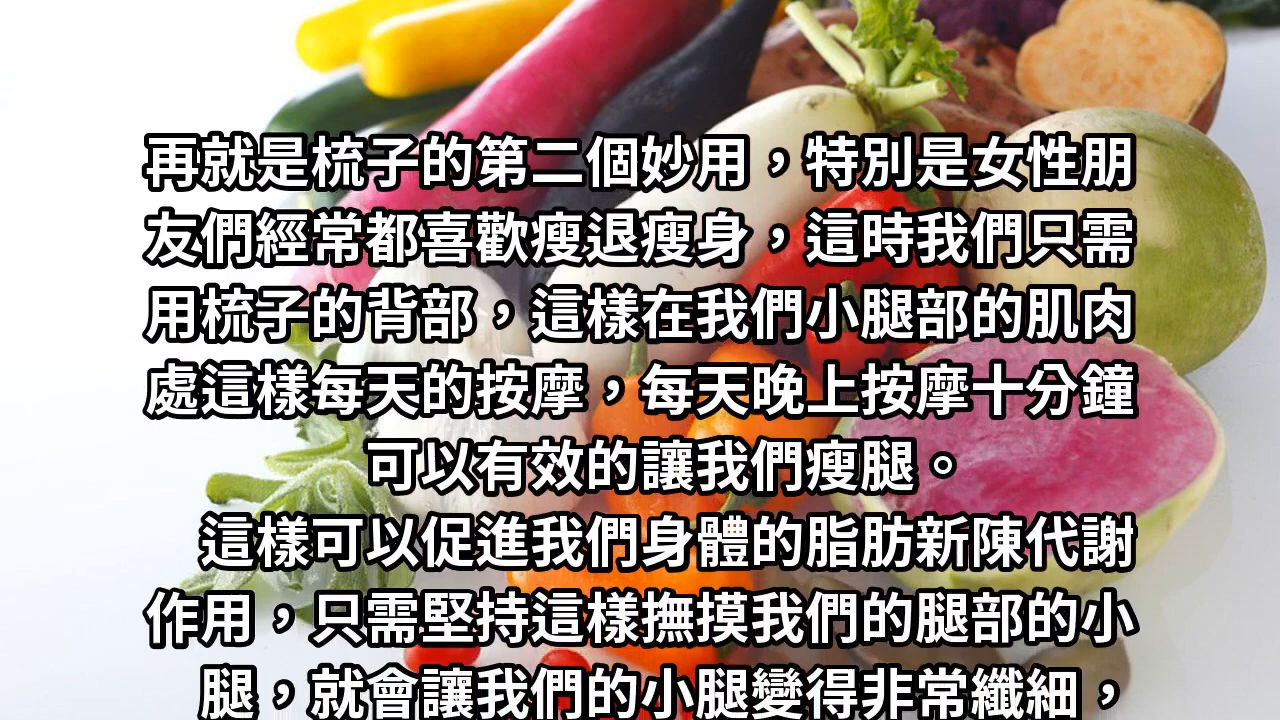 再就是梳子的第二個妙用，特別是女性朋
友們經常都喜歡瘦退瘦身，這時我們只需
用梳子的背部，這樣在我們小腿部的肌肉
處這樣每天的按摩，每天晚上按摩十分鐘
可以有效的讓我們瘦腿。
這樣可以促進我們身體的脂肪新陳代謝
作用，只需堅持這樣撫摸我們的腿部的小
腿，就會讓我們的小腿變得非常纖細，